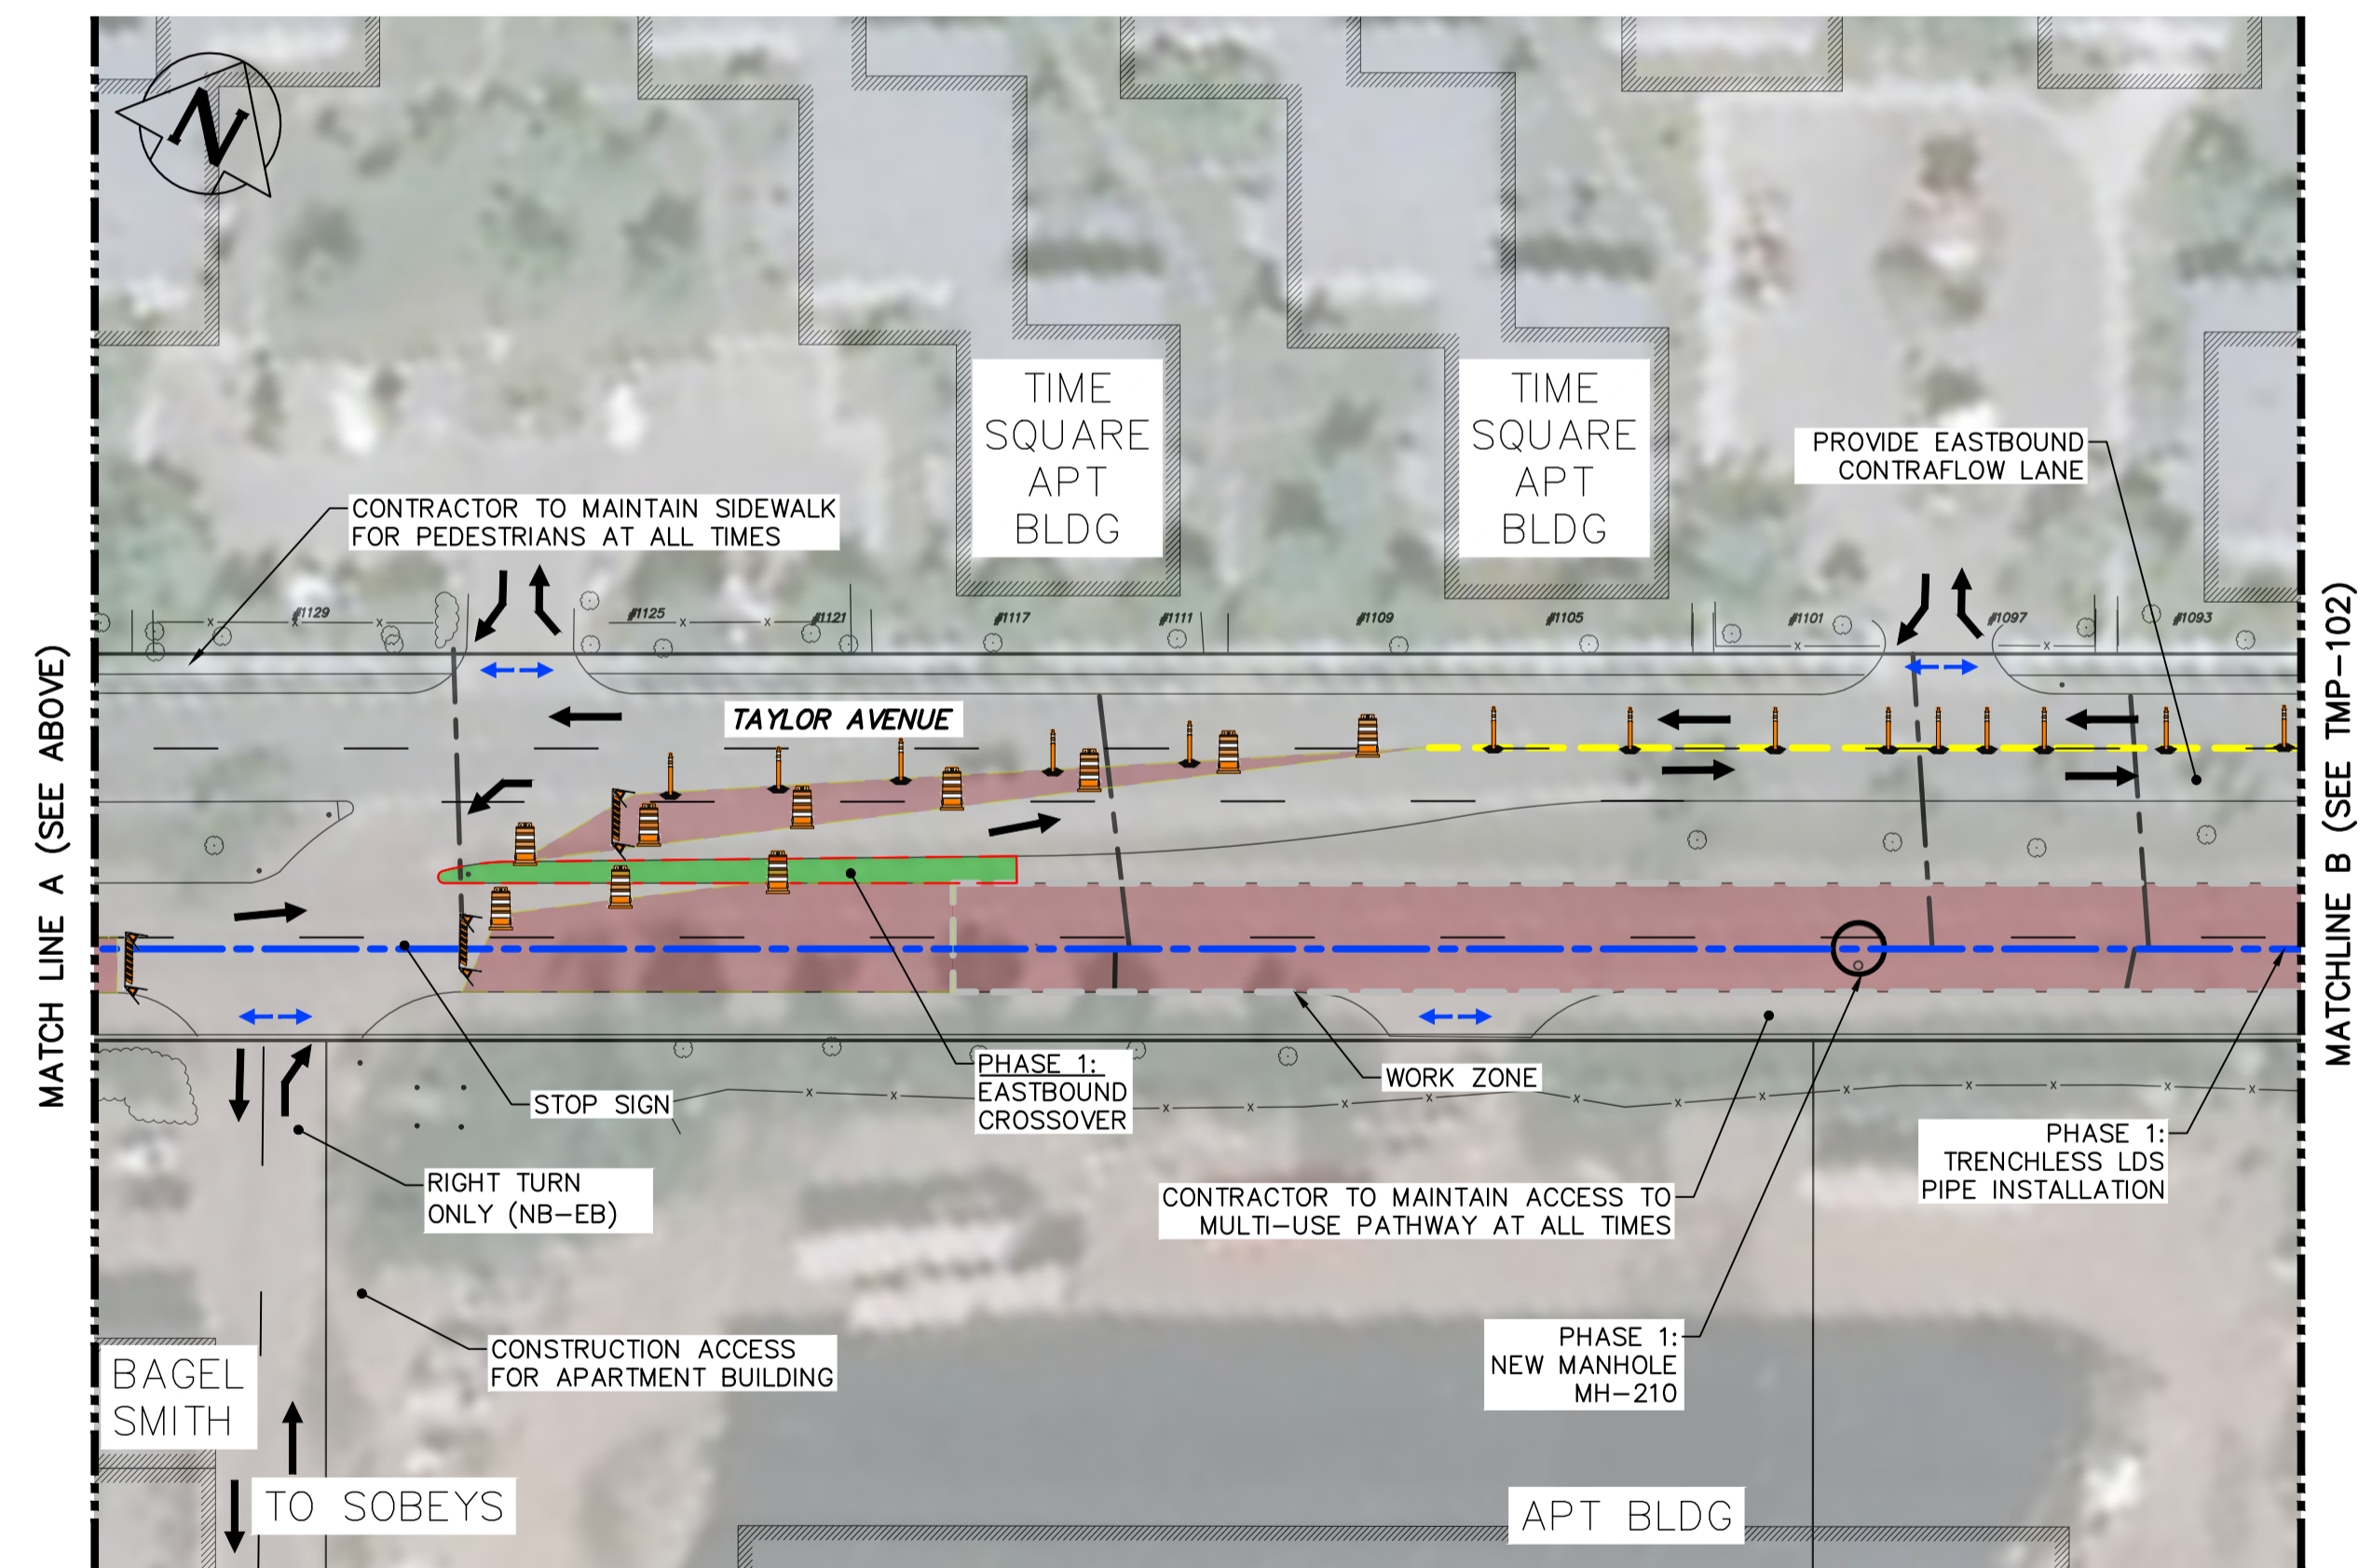 N
TIME
SQUARE
APT
BLDG
TIME
SQUARE
APT
BLDG
PROVIDE EASTBOUND
CONTRAFLOW LANE
CONTRACTOR TO MAINTAIN SIDEWALK
FOR PEDESTRIANS AT ALL TIMES
#1129
#1125
#1121
#1117
#1111
#1109
#1105
#1101
#1097
#1093
TAYLOR AVENUE
MATCH LINE A (SEE ABOVE)
MATCHLINE B (SEE TMP-102)
PHASE 1:
EASTBOUND
CROSSOVER
WORK ZONE
STOP SIGN
PHASE 1:
TRENCHLESS LDS
PIPE INSTALLATION
RIGHT TURN
ONLY (NB-EB)
CONTRACTOR TO MAINTAIN ACCESS TO
MULTI-USE PATHWAY AT ALL TIMES
CONSTRUCTION ACCESS
FOR APARTMENT BUILDING
PHASE 1:
NEW MANHOLE
MH-210
BAGEL
SMITH
TO SOBEYS
APT BLDG